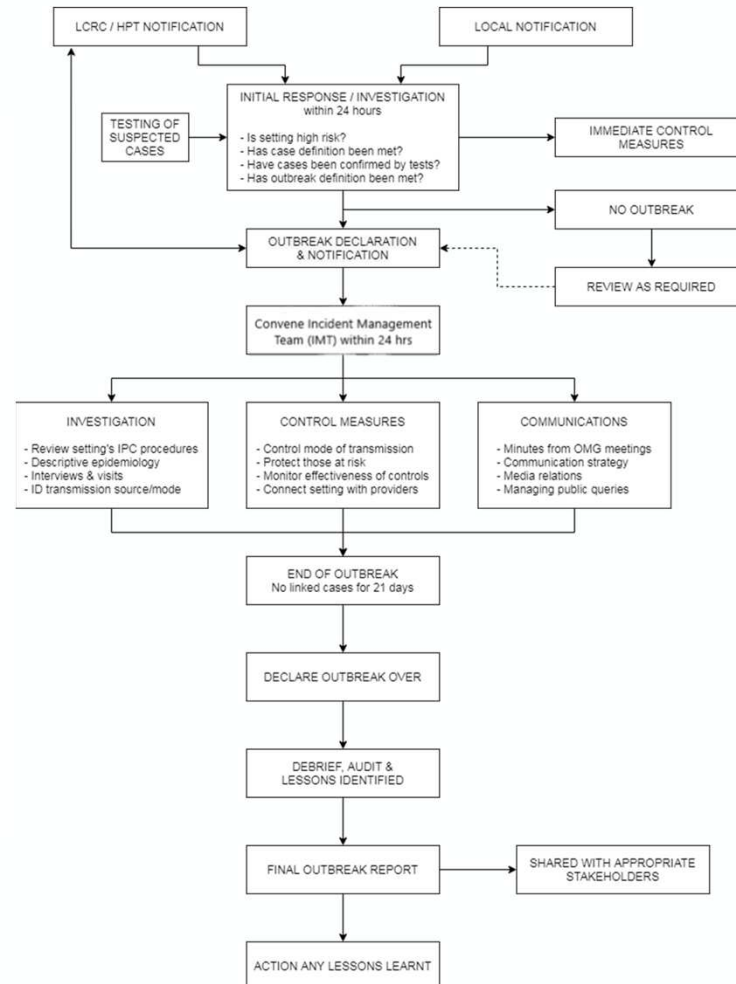 LCRC / HPT NOTIFICATION
LOCAL NOTIFICATION
INITIAL RESPONSE / INVESTIGATION
within 24 hours
- Is setting high risk?
- Has case definition been met?
- Have cases been confirmed by tests?
- Has outbreak definition been met?
TESTING OF
SUSPECTED
CASES
IMMEDIATE CONTROL
MEASURES
NO OUTBREAK
OUTBREAK DECLARATION
& NOTIFICATION
REVIEW AS REQUIRED
Convene Incident Management
Team (IMT) within 24 hrs
INVESTIGATION
- Review setting's IPC procedures
- Descriptive epidemiology
- Interviews & visits
- ID transmission source/mode
CONTROL MEASURES
- Control mode of transmission
- Protect those at risk
- Monitor effectiveness of controls
- Connect setting with providers
COMMUNICATIONS
- Minutes from OMG meetings
- Communication strategy
- Media relations
- Managing public queries
END OF OUTBREAK
No linked cases for 21 days
DECLARE OUTBREAK OVER
DEBRIEF, AUDIT &
LESSONS IDENTIFIED
FINAL OUTBREAK REPORT
SHARED WITH APPROPRIATE
STAKEHOLDERS
ACTION ANY LESSONS LEARNT